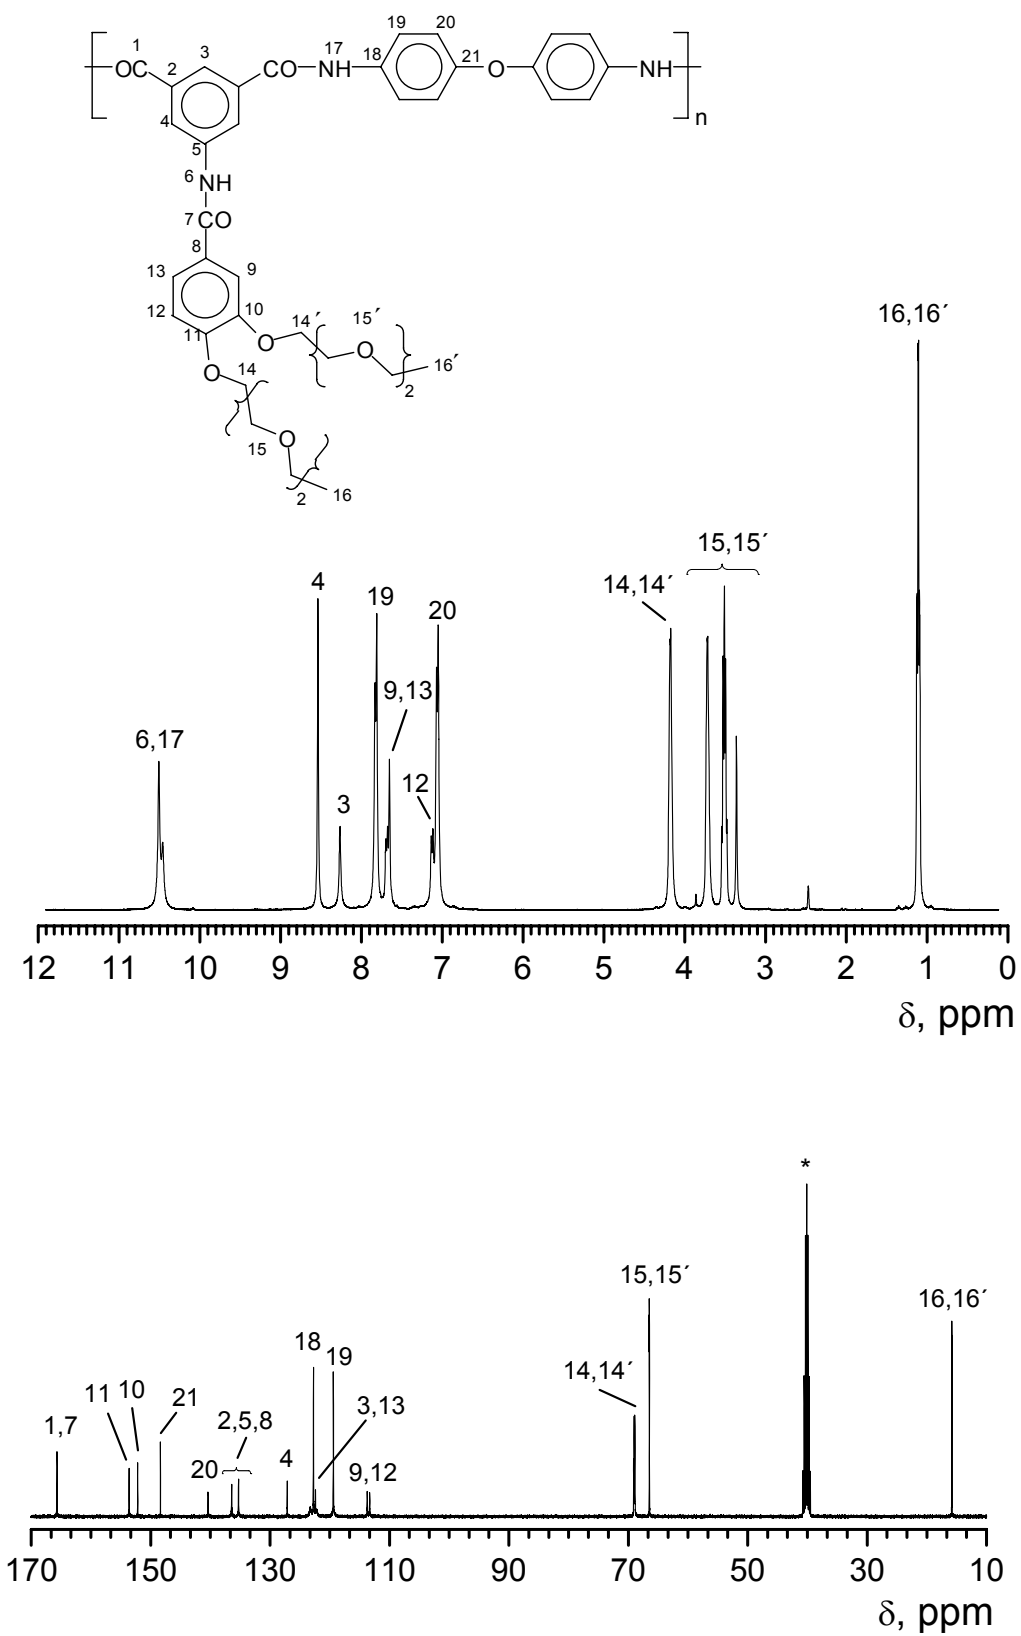 19 20
1 3 17 18 21
OC 2 CO NH O NH
4 n
5
6 NH
7 CO
8
13 9
12 10 14´ 15´
11 O O 16´
O 14 2
15 O
2 16
16,16´
15,15´
14,14´
4
19
20
9,13
6,17
12
3
12 11 10 9 8 7 6 5 4 3 2 1 0
δ, ppm
*
15,15´
16,16´
18
19
14,14´
11 10 21
3,13
1,7
2,5,8
20
4
9,12
170 150 130 110 90 70 50 30 10
δ, ppm